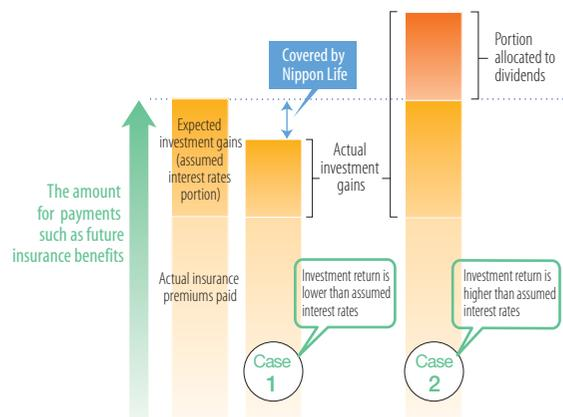 Covered by
Nippon Life
Portion
allocated to
dividends
Expected
investment gains
(assumed
interest rates
portion)
Actual
investment
gains
The amount
for payments
such as future
insurance benefits
Actual insurance
premiums paid
Investment return is
lower than assumed
interest rates
Investment return is
higher than assumed
interest rates
Case
1
Case
2